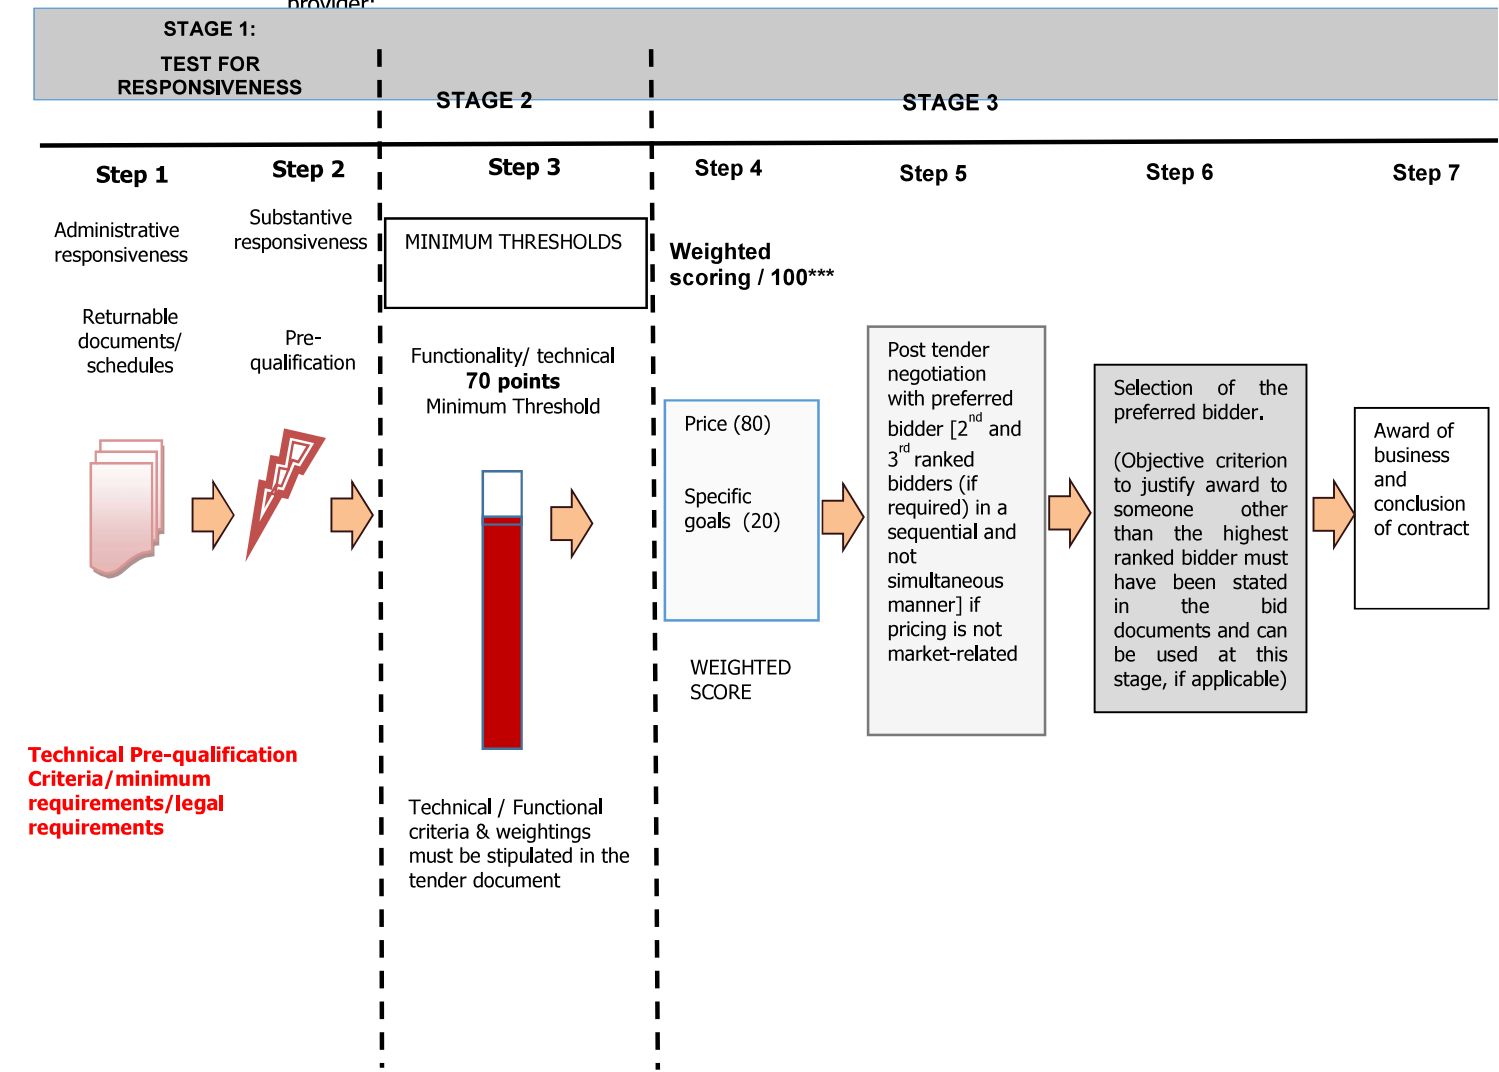 provider:
STAGE 1:
TEST FOR
RESPONSIVENESS
STAGE 2
STAGE 3
Step 1
Step 2
Step 3
Step 4
Step 5
Step 6
Step 7
Administrative
responsiveness
Returnable
documents/
schedules
Substantive
responsiveness
Pre-
qualification
MINIMUM THRESHOLDS
Functionality/ technical
70 points
Minimum Threshold
Technical / Functional
criteria & weightings
must be stipulated in the
tender document
Weighted
scoring / 100***
Price (80)
Specific
goals (20)
WEIGHTED
SCORE
Post tender
negotiation
with preferred
bidder [2nd and
3rd ranked
bidders (if
required) in a
sequential and
not
simultaneous
manner] if
pricing is not
market-related
Selection of the
preferred bidder.
(Objective criterion
to justify award to
someone other
than the highest
ranked bidder must
have been stated
in the bid
documents and can
be used at this
stage, if applicable)
Award of
business
and
conclusion
of contract
Technical Pre-qualification
Criteria/minimum
requirements/legal
requirements